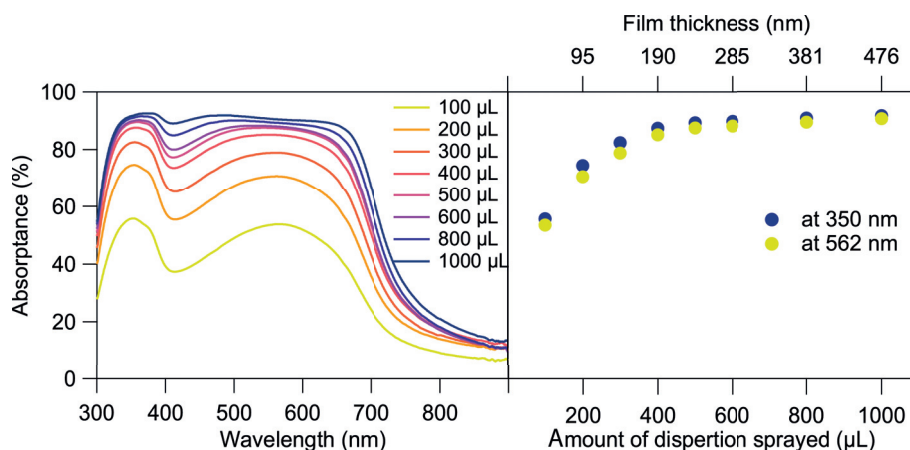 Film thickness (nm)
95 190 285 381 476
100
80
60
40
20
0
Absorptance (%)
100 µL
200 µL
300 µL
400 µL
500 µL
600 µL
800 µL
1000 µL
at 350 nm
at 562 nm
300 400 500 600 700 800
200 400 600 800 1000
Wavelength (nm)
Amount of dispertion sprayed (µL)